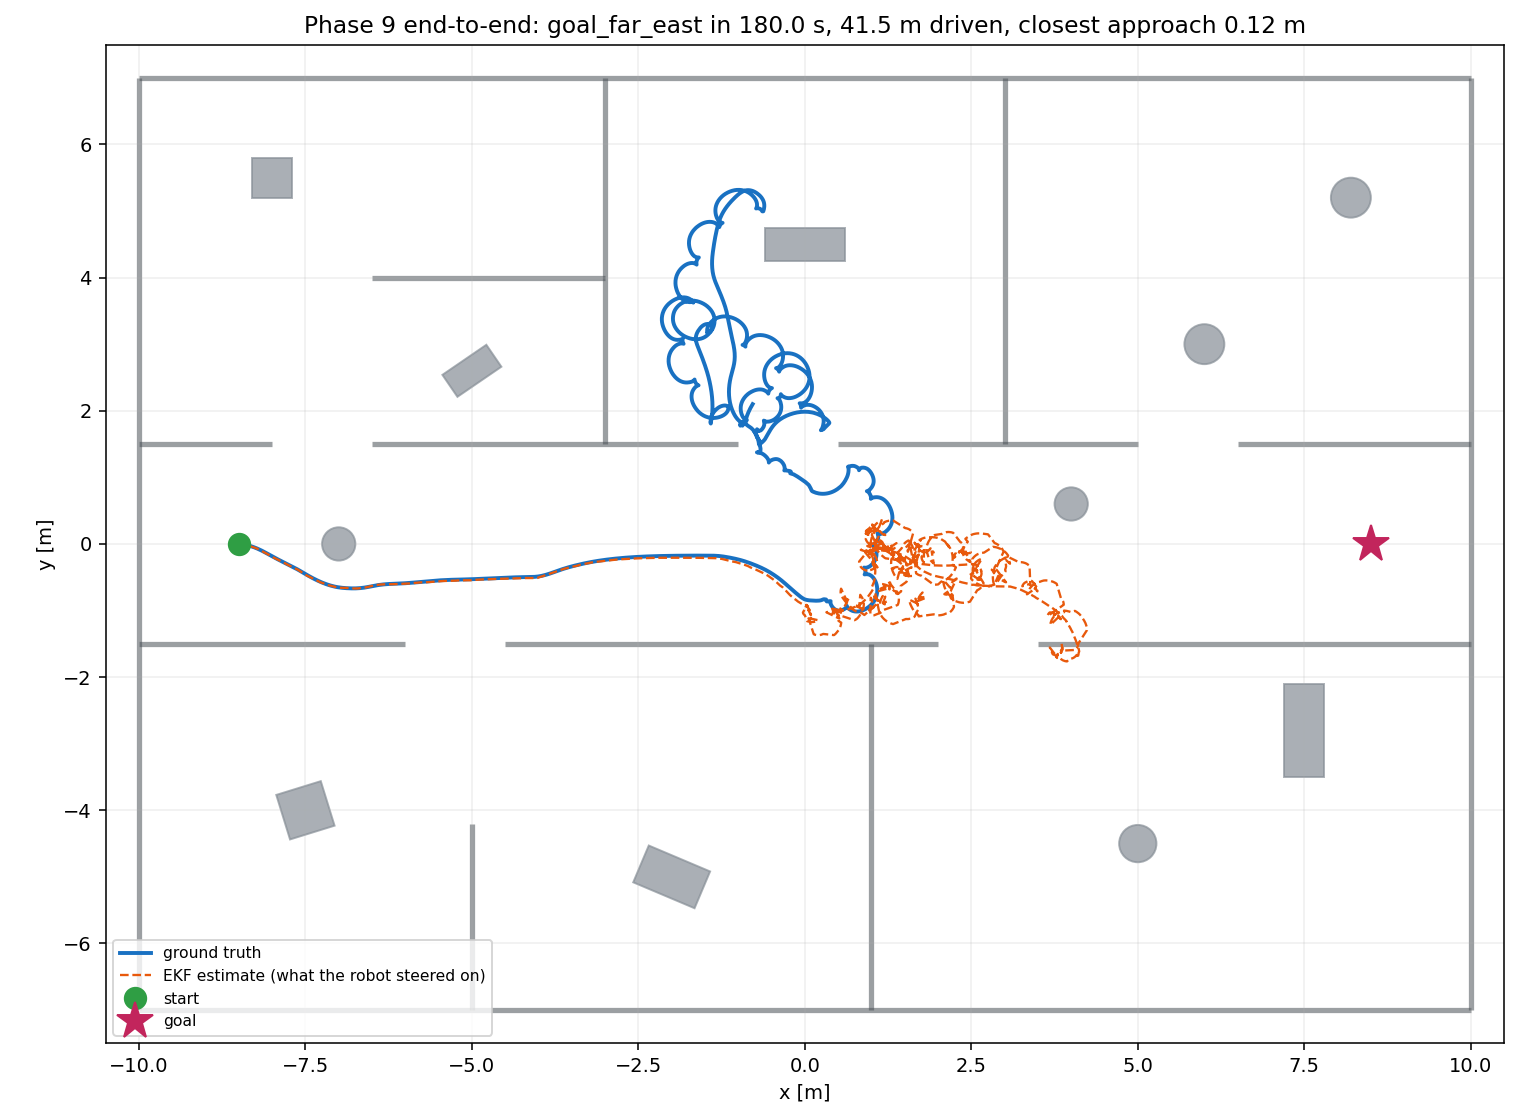 Phase 9 end-to-end: goal_far_east in 180.0 s, 41.5 m driven, closest approach 0.12 m
y [m]
6
4
2
0
−2
−4
−6
ground truth
EKF estimate (what the robot steered on)
start
goal
−10.0 −7.5 −5.0 −2.5 0.0 2.5 5.0 7.5 10.0
x [m]